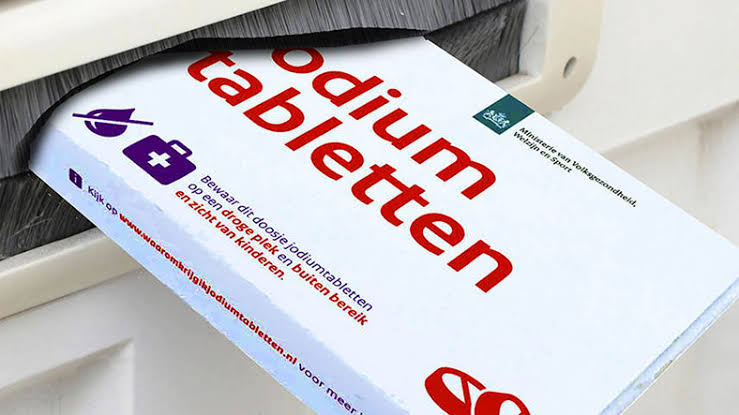 odium
tabletten
Ministerie van Volksgezondheid,
Welzijn en Sport
Bewaar dit doosje jodiumtabletten
op een droge plek en buiten bereik
en zicht van kinderen.
i Kijk op www.waaromkrijgikjodiumtabletten.nl voor meer